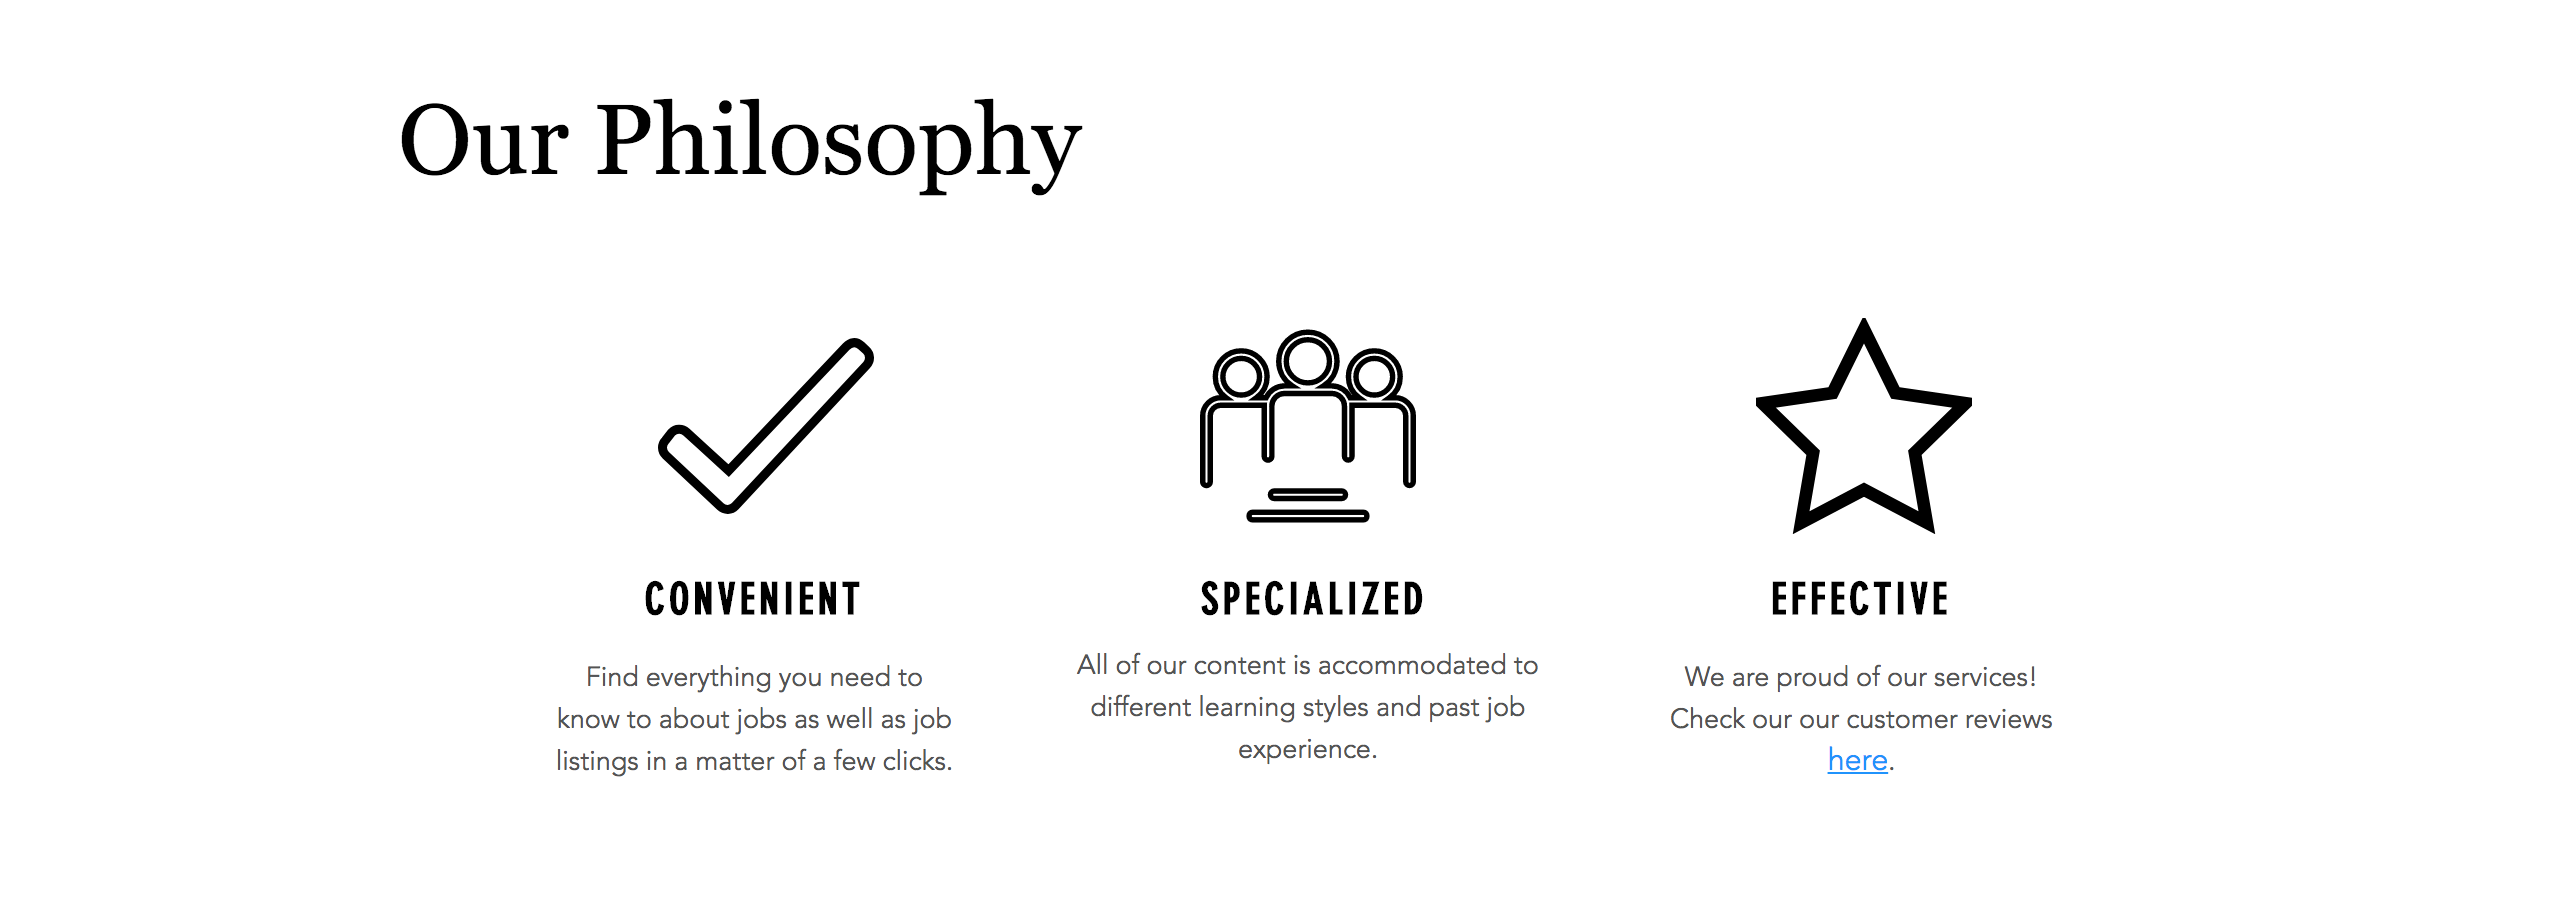 Our Philosophy
CONVENIENT
Find everything you need to
know to about jobs as well as job
listings in a matter of a few clicks.
SPECIALIZED
All of our content is accommodated to
different learning styles and past job
experience.
EFFECTIVE
We are proud of our services!
Check our our customer reviews
here.